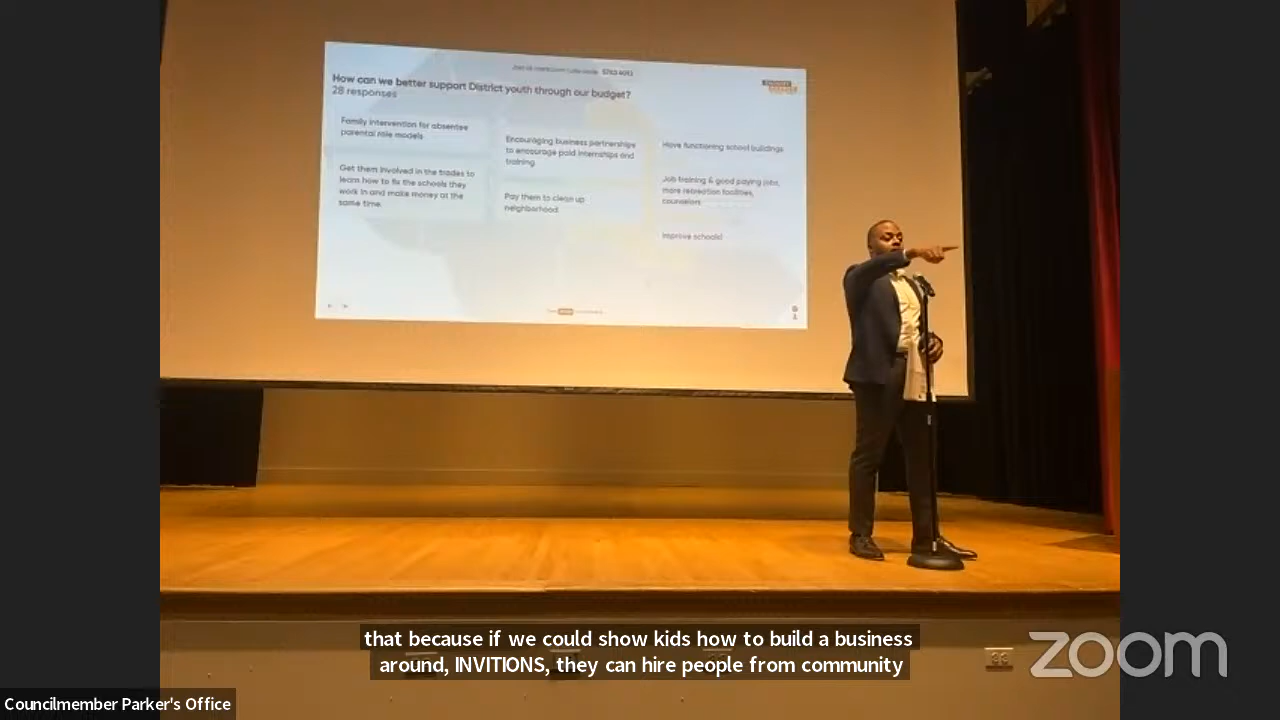 How can we better support District youth through our budget?
28 responses
Family intervention for absentee
parental role models
Get them involved in the trades to
learn how to fix the schools they
work in and make money at the
same time.
Encouraging business partnerships
to encourage paid internships and
training.
Pay them to clean up
neighborhood
Have functioning school buildings
Job training & good paying jobs,
more recreation facilities,
counselors
Improve schools!
that because if we could show kids how to build a business
around, INVITIONS, they can hire people from community
zoom
Councilmember Parker's Office